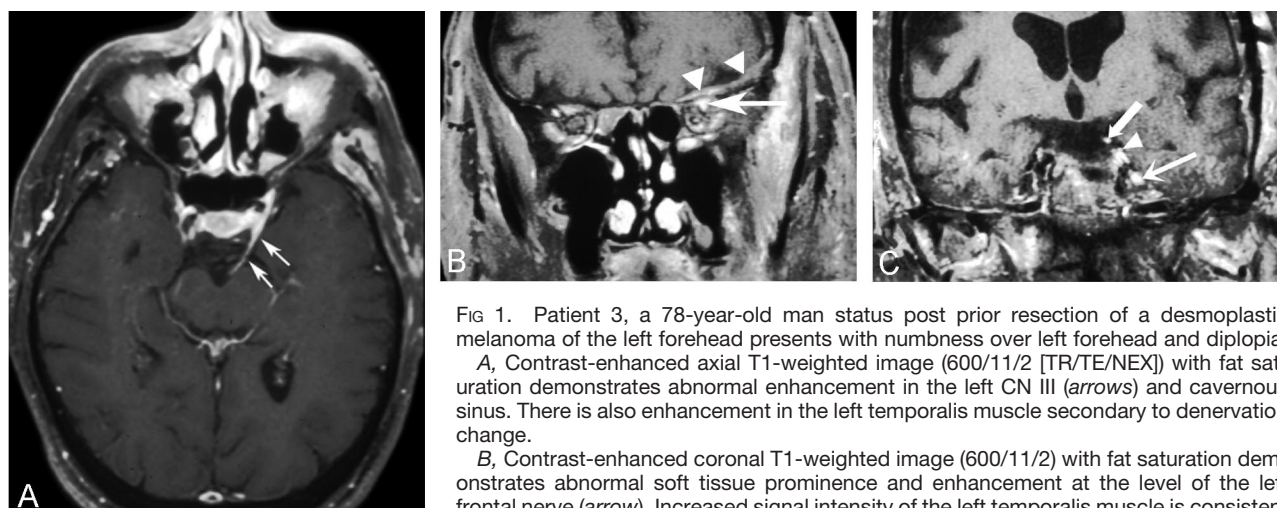 A
B
C
FIG 1. Patient 3, a 78-year-old man status post prior resection of a desmoplasti
melanoma of the left forehead presents with numbness over left forehead and diplopia
A, Contrast-enhanced axial T1-weighted image (600/11/2 [TR/TE/NEX]) with fat sat
uration demonstrates abnormal enhancement in the left CN III (arrows) and cavernou
sinus. There is also enhancement in the left temporalis muscle secondary to denervatio
change.
B, Contrast-enhanced coronal T1-weighted image (600/11/2) with fat saturation dem
onstrates abnormal soft tissue prominence and enhancement at the level of the lef
frontal nerve (arrow). Increased signal intensity of the left temporalis muscle is consisten